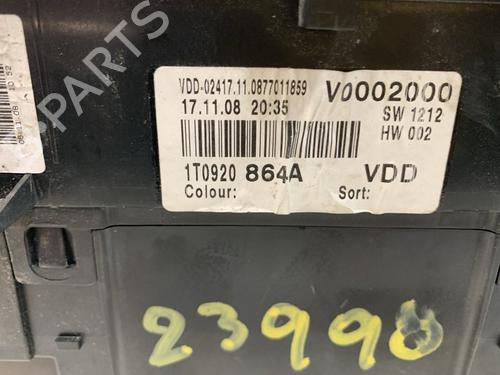 VDD-02417.11.0877011859
V0002000
17.11.08 20:35
SW 1212
HW 002
1T0920 864A VDD
Colour: Sort:
23998
B-PARTS